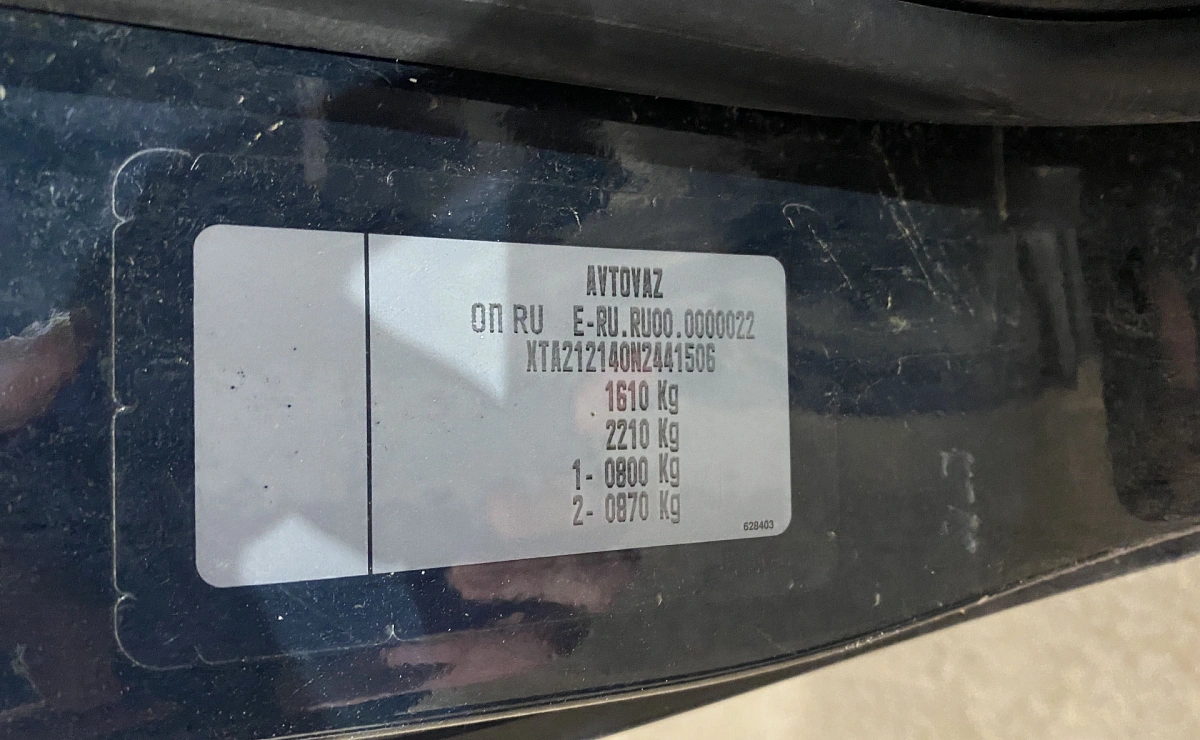 AVTOVAZ
ОП RU E-RU.RU00.0000022
XTA212140N2441506
1610 Kg
2210 Kg
1- 0800 Kg
2- 0870 Kg
628403